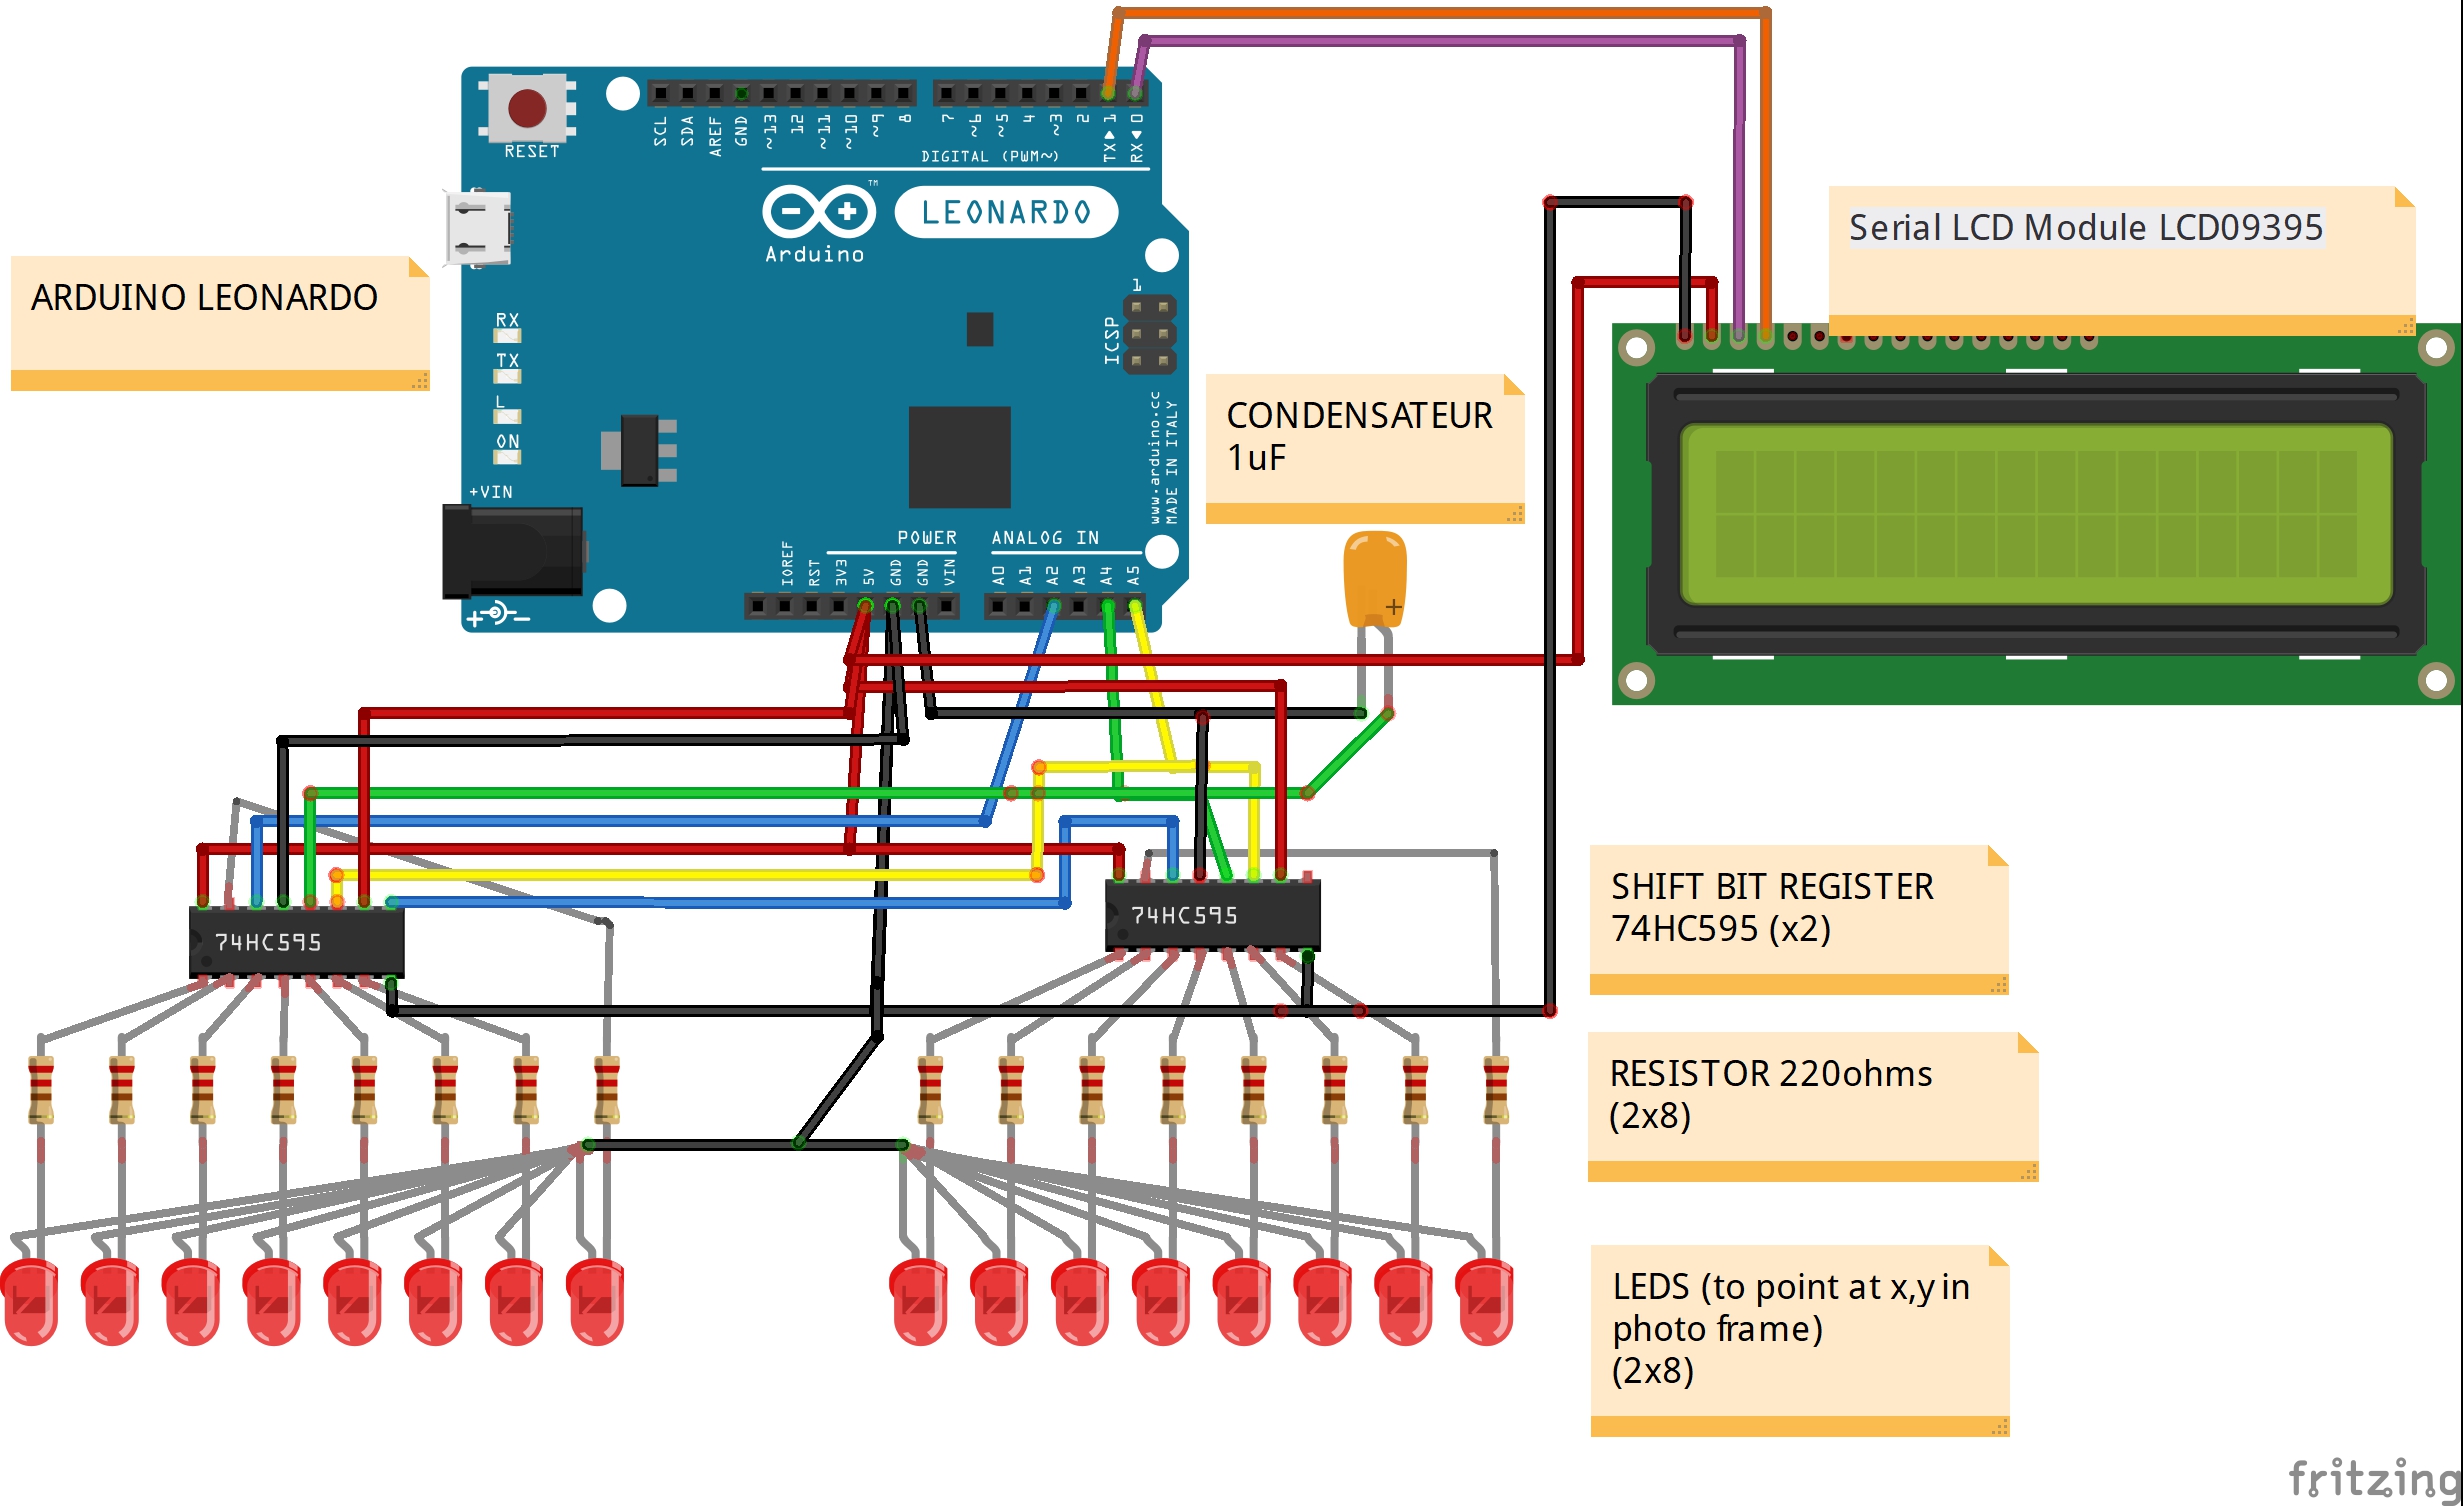 RESET
SCL
SDA
AREF
GND
~13
12
~11
~10
~9
8
7
~6
~5
4
~3
2
TX▶ 1
RX◀ 0
DIGITAL (PWM~)
TM
LEONARDO
Arduino
Serial LCD Module LCD09395
ARDUINO LEONARDO
1
ICSP
RX
TX
L
ON
CONDENSATEUR
1uF
www.arduino.cc
MADE IN ITALY
+VIN
POWER
ANALOG IN
IOREF
RST
3V3
5V
GND
GND
VIN
A0
A1
A2
A3
A4
A5
74HC595
74HC595
SHIFT BIT REGISTER
74HC595 (x2)
RESISTOR 220ohms
(2x8)
LEDS (to point at x,y in
photo frame)
(2x8)
fritzing